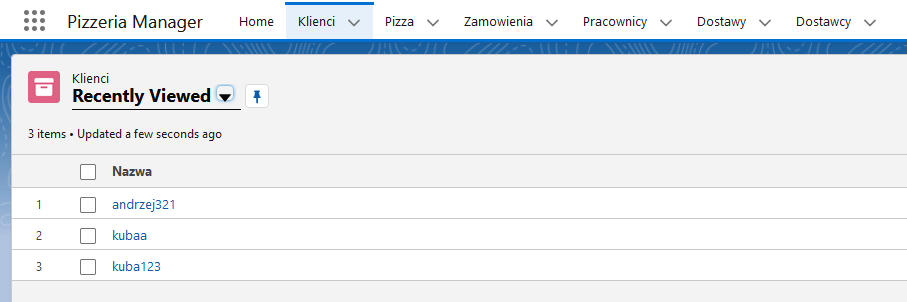 Pizzeria Manager Home Klienci Pizza Zamowienia Pracownicy Dostawy Dostawcy
Klienci
Recently Viewed
3 items • Updated a few seconds ago
Nazwa
1 andrzej321
2 kubaa
3 kuba123